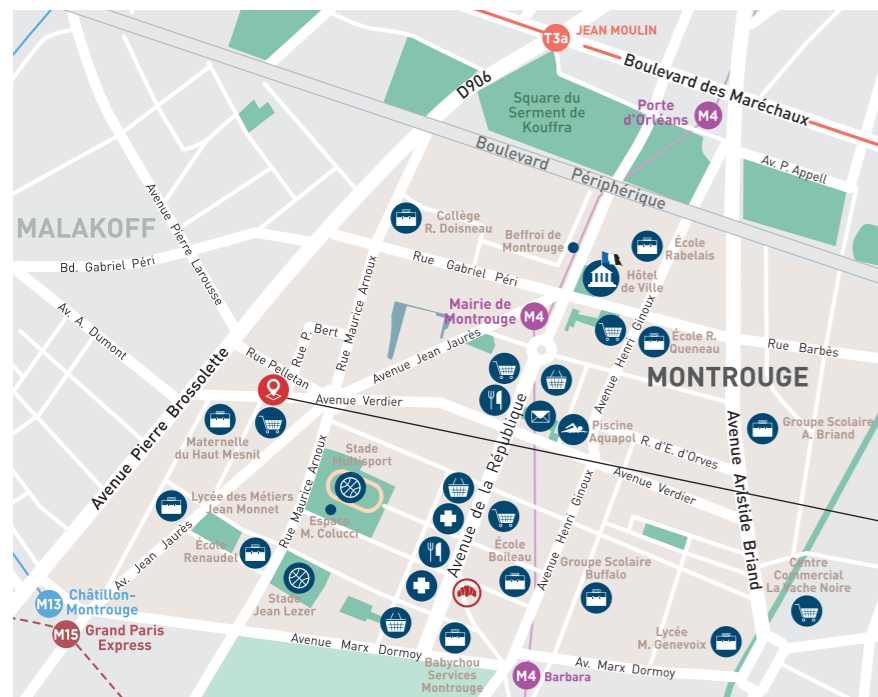 T3a
JEAN MOULIN
Boulevard des Maréchaux
D906
Square du
Serment de
Kouffra
Porte
d'Orléans
M4
Av. P. Appell
Boulevard Périphérique
MALAKOFF
Avenue Pierre Larousse
Bd. Gabriel Péri
Collège
R. Doisneau
Beffroi de
Montrouge
École
Rabelais
Rue Gabriel Péri
Hôtel
de Ville
Av. A. Dumont
Rue P. Bert
Rue Maurice Arnoux
Mairie de
Montrouge
M4
Avenue Henri Ginoux
École R.
Queneau
Rue Barbès
Avenue Jean Jaurès
Rue Pelletan
MONTROUGE
Avenue Pierre Brossolette
Avenue Verdier
Avenue de la République
Piscine
Aquapol
R. d'E. d'Orves
Groupe Scolaire
A. Briand
Maternelle
du Haut Mesnil
Stade
Multisport
Avenue Verdier
Avenue Aristide Briand
Lycée des Métiers
Jean Monnet
Rue Maurice Arnoux
Espace
M. Colucci
École
Renaudel
Av. Jean Jaurès
Avenue Henri Ginoux
École
Boileau
Groupe Scolaire
Buffalo
Centre
Commercial
La Vache Noire
Stade
Jean Lezer
M13
Châtillon-
Montrouge
M15
Grand Paris
Express
Avenue Marx Dormoy
Babychou
Services
Montrouge
M4
Barbara
Av. Marx Dormoy
Lycée
M. Genevoix